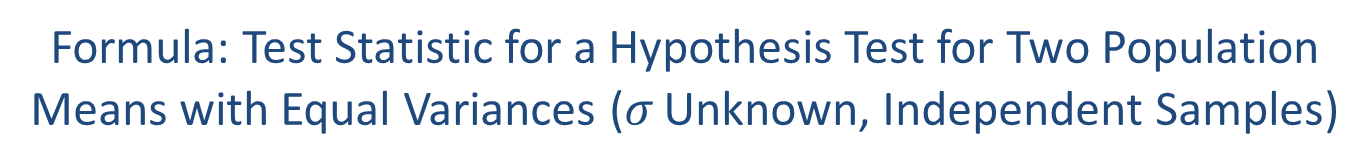 Formula: Test Statistic for a Hypothesis Test for Two Population
Means with Equal Variances (𝜎 Unknown, Independent Samples)